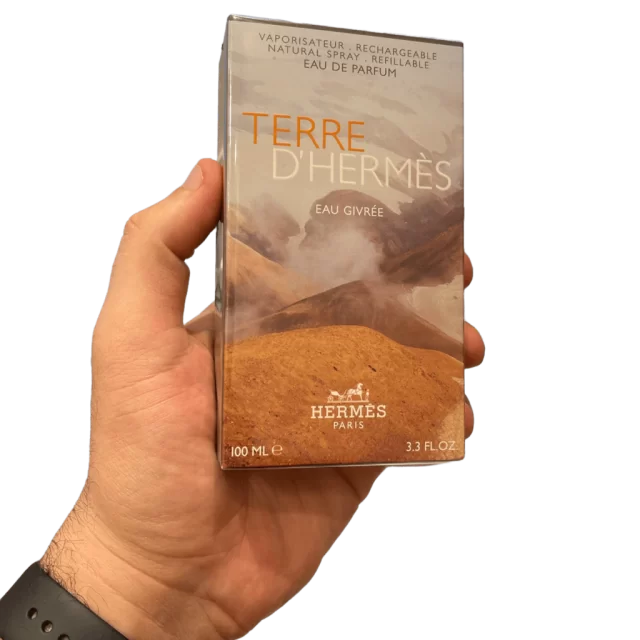 VAPORISATEUR . RECHARGEABLE
NATURAL SPRAY . REFILLABLE
EAU DE PARFUM
TERRE
D'HERMÈS
EAU GIVRÉE
HERMÈS
PARIS
100 ML ℮ 3.3 FL.OZ.